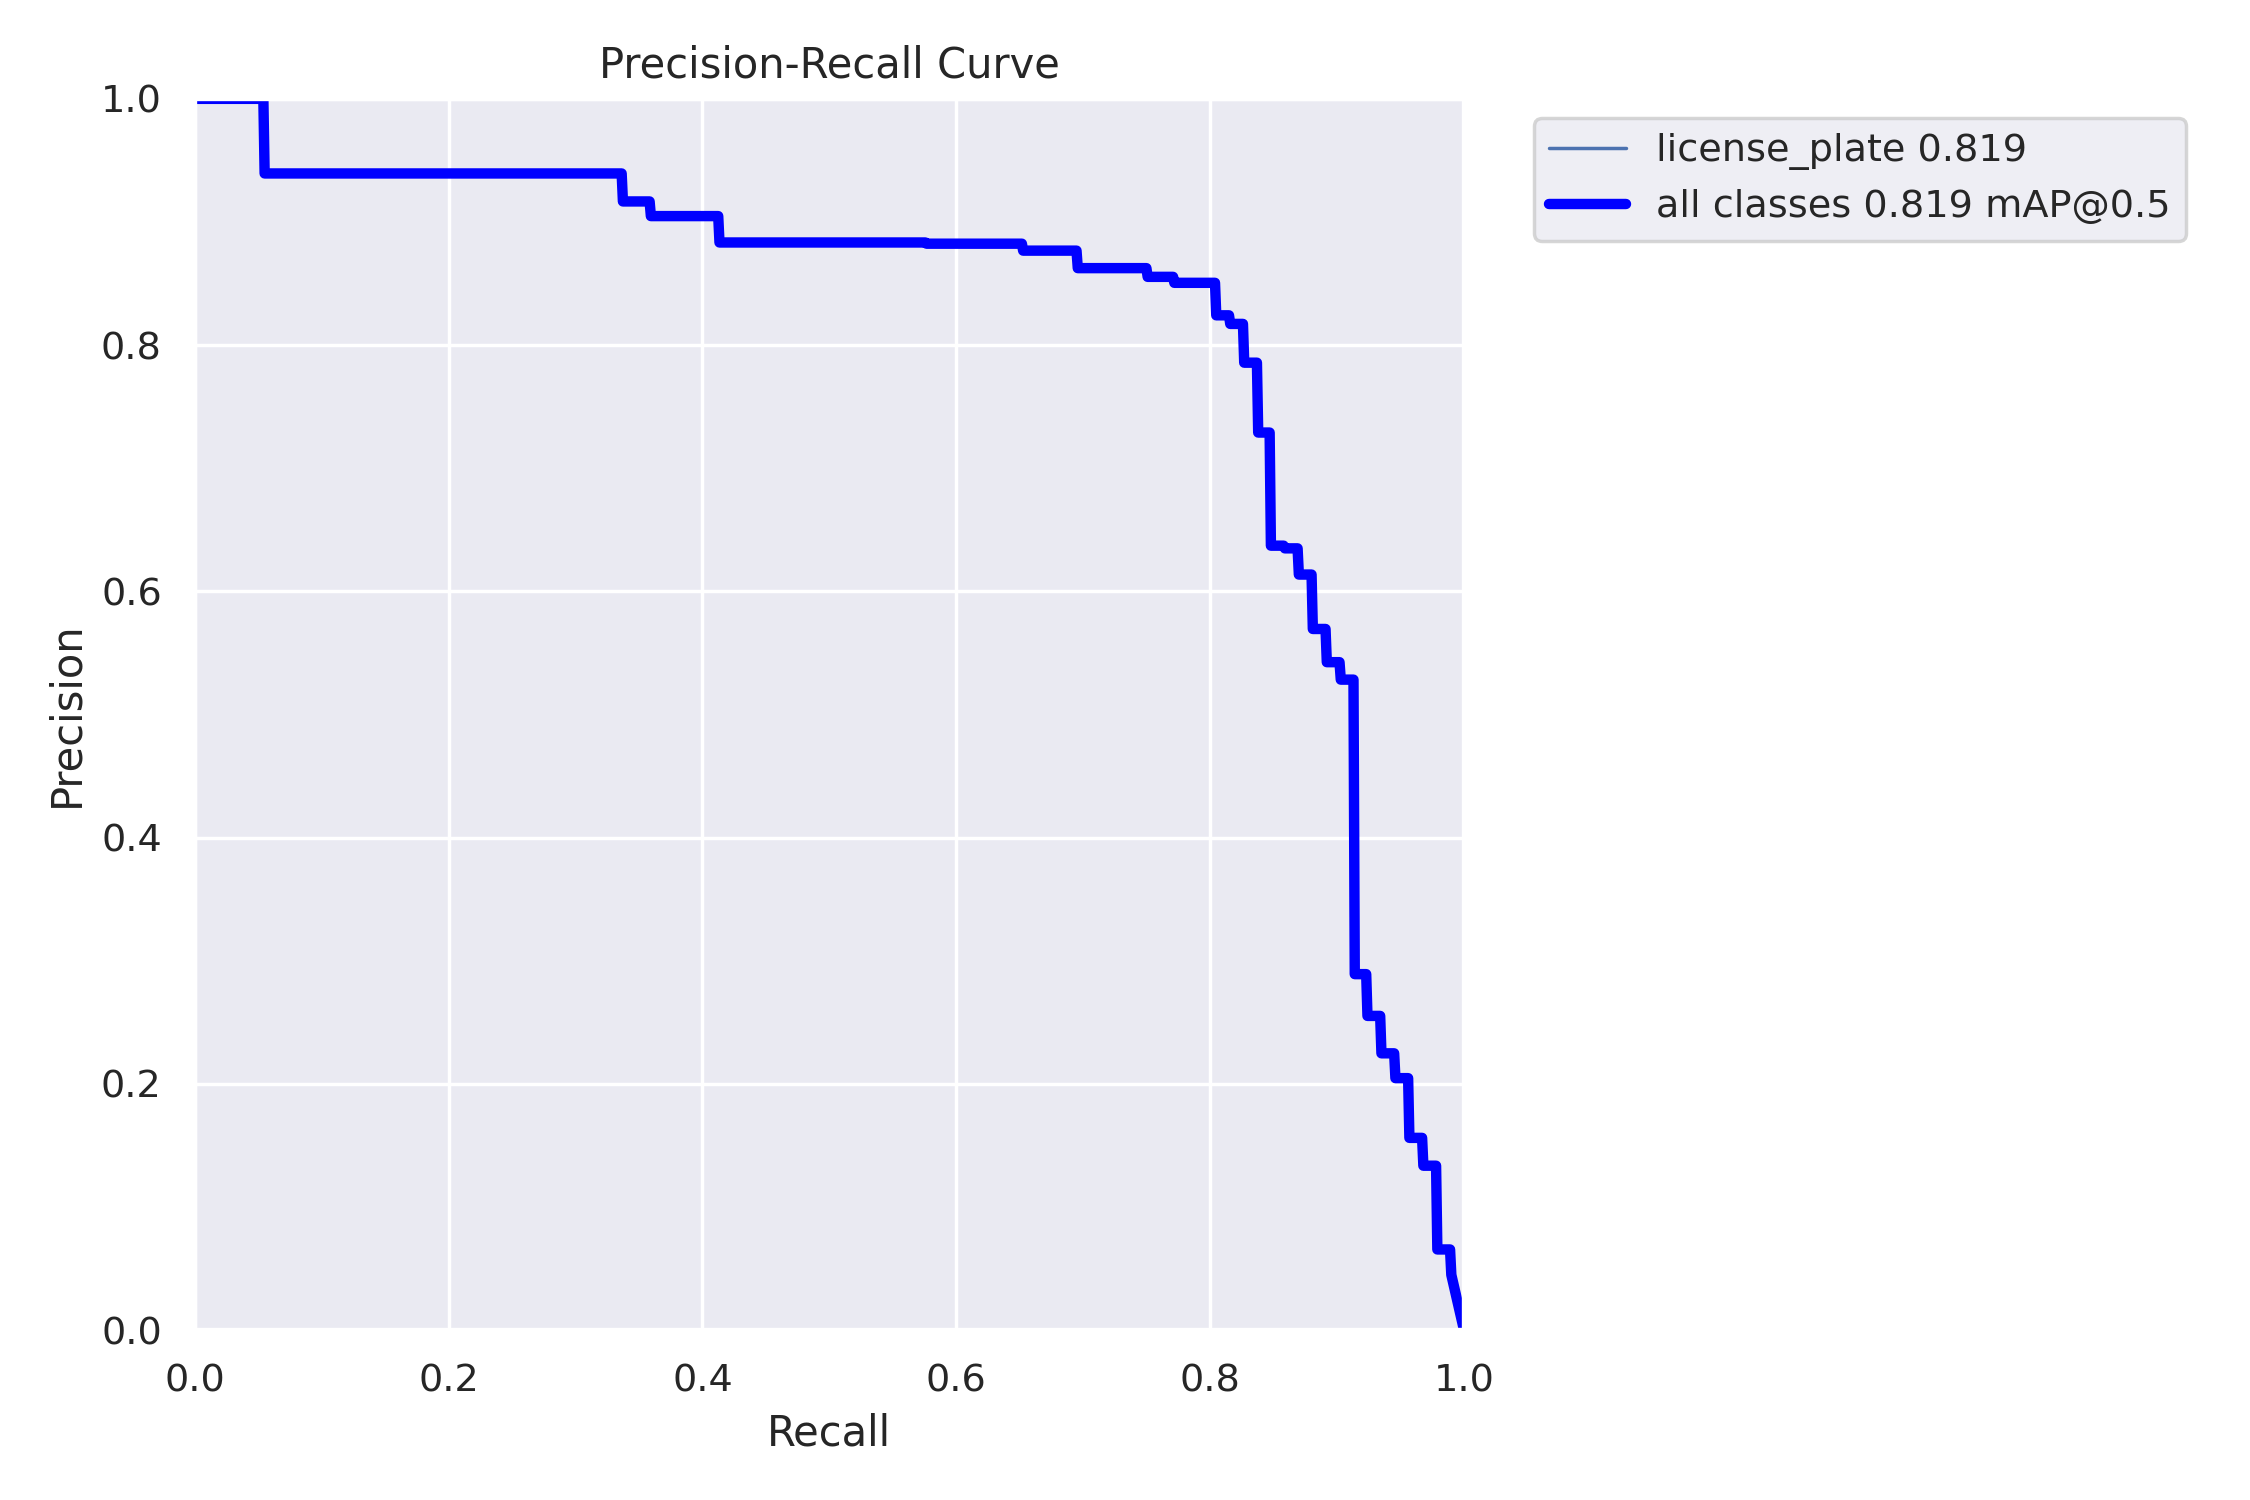 Precision-Recall Curve
1.0
0.8
0.6
0.4
0.2
0.0
Precision
0.0 0.2 0.4 0.6 0.8 1.0
Recall
license_plate 0.819
all classes 0.819 mAP@0.5